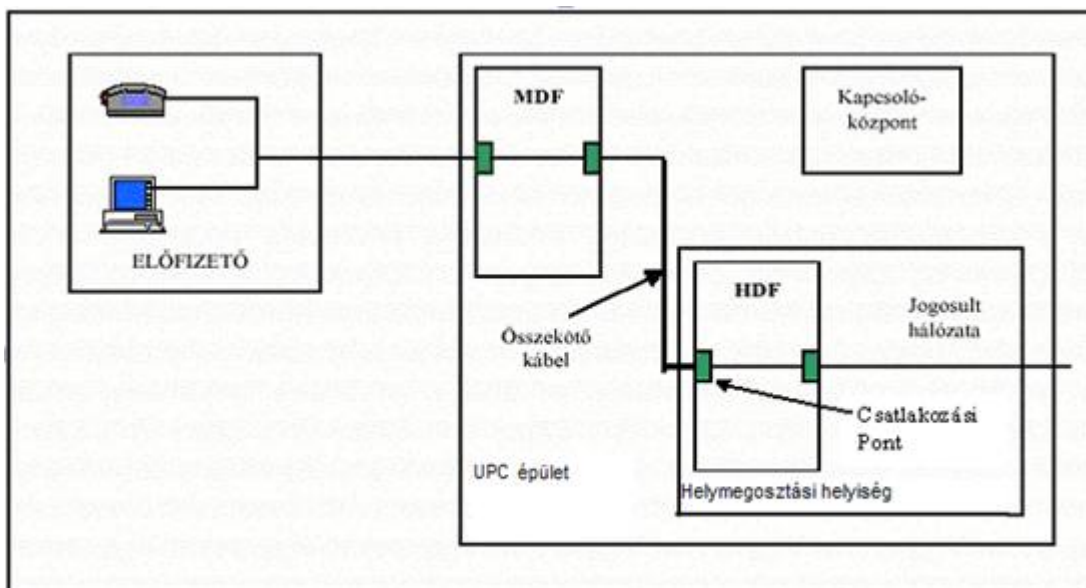 MDF
Kapcsoló-
központ
ELŐFIZETŐ
HDF
Jogosult
hálózata
Összekötő
kábel
Csatlakozási
Pont
UPC épület
Helymegosztási helyiség